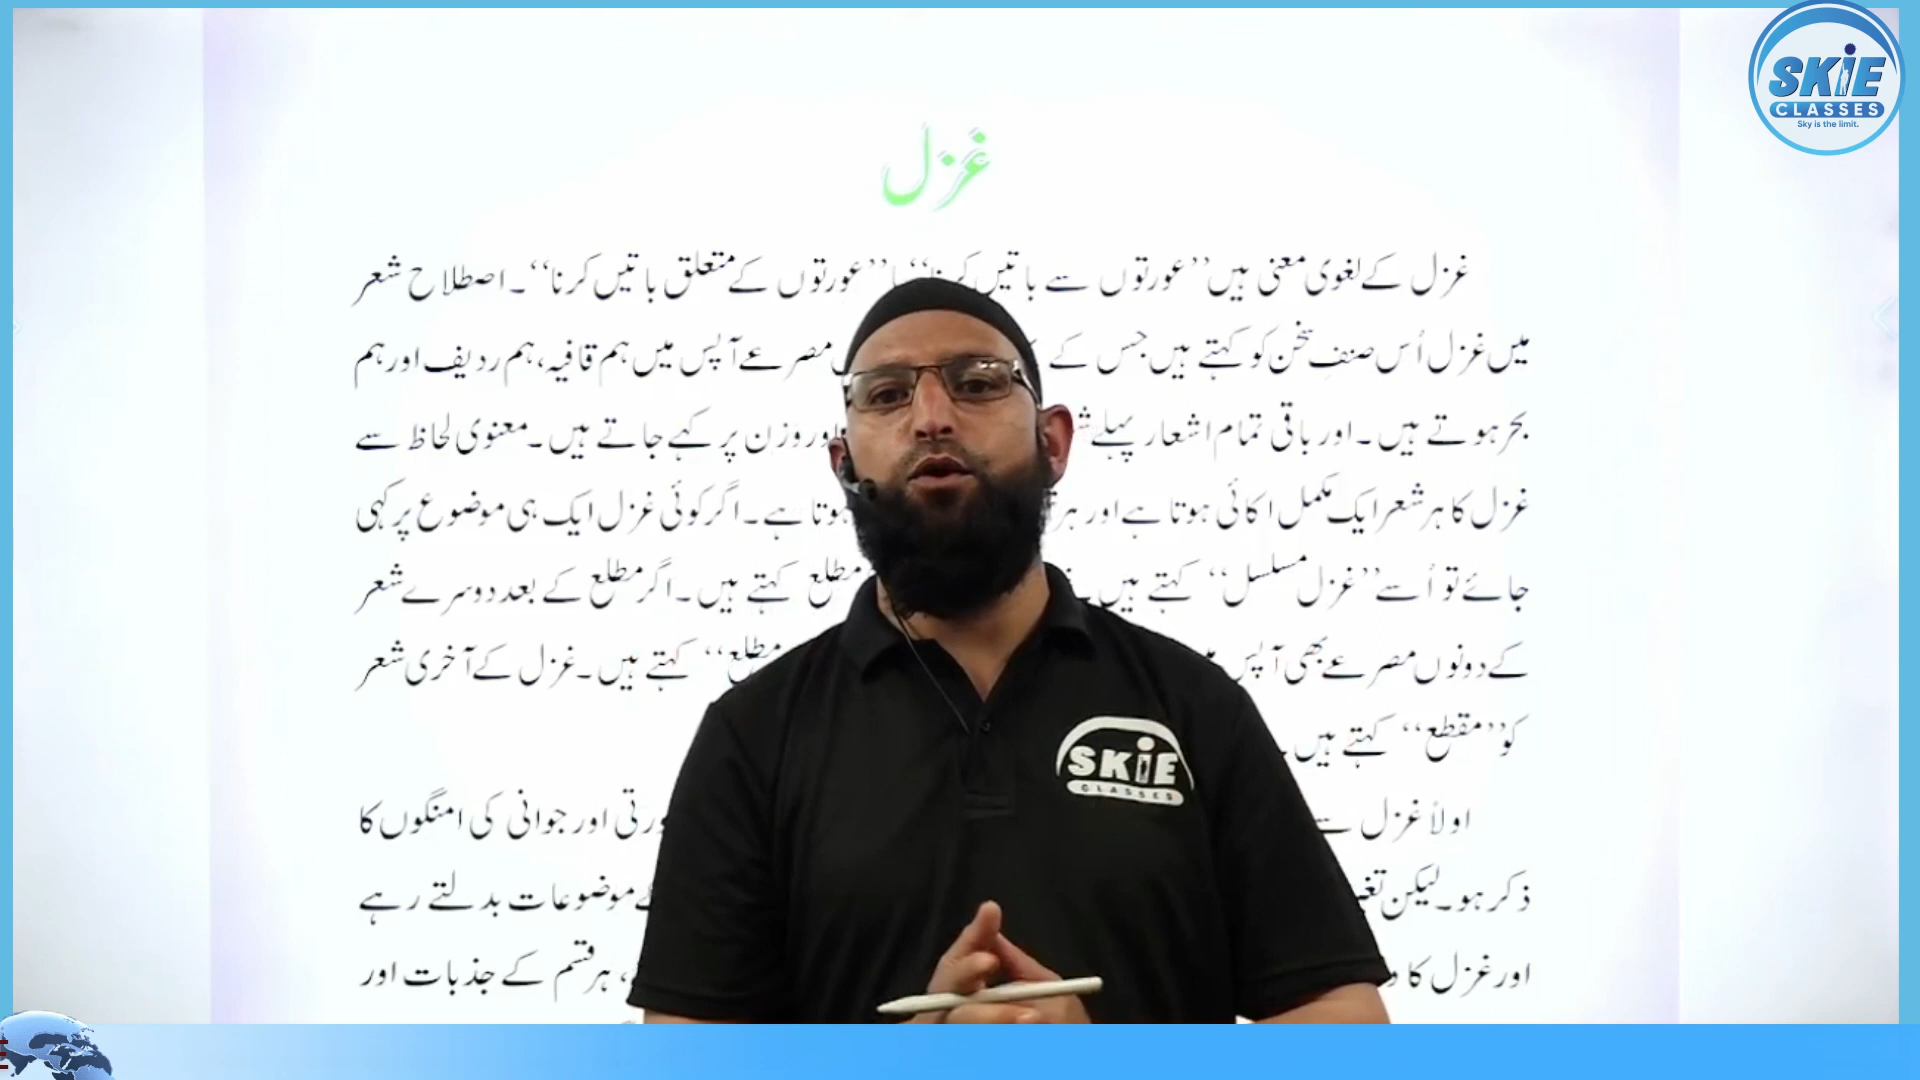 SKiE
CLASSES
Sky is the limit.
غزل
غزل کے لغوی معنی ہیں ’’عورتوں سے باتیں کرنا‘‘ یا ’’عورتوں کے متعلق باتیں کرنا‘‘۔ اصطلاح شعر
میں غزل اُس صنفِ سخن کو کہتے ہیں جس کے مصرعے آپس میں ہم قافیہ، ہم ردیف اور ہم
بحر ہوتے ہیں۔ اور باقی تمام اشعار پہلے اور وزن پر کہے جاتے ہیں۔ معنوی لحاظ سے
غزل کا ہر شعر ایک مکمل اکائی ہوتا ہے اور ہوتا ہے۔ اگر کوئی غزل ایک ہی موضوع پر کہی
جائے تو اُسے ’’غزل مسلسل‘‘ کہتے ہیں۔ مطلع کہتے ہیں۔ اگر مطلع کے بعد دوسرے شعر
کے دونوں مصرعے بھی آپس مطلع‘‘ کہتے ہیں۔ غزل کے آخری شعر
کو ’’مقطع‘‘ کہتے ہیں۔
اولاً غزل اور جوانی کی امنگوں کا
ذکر ہو۔ لیکن موضوعات بدلتے رہے
اور غزل کا ہر قسم کے جذبات اور
SKiE
CLASSES